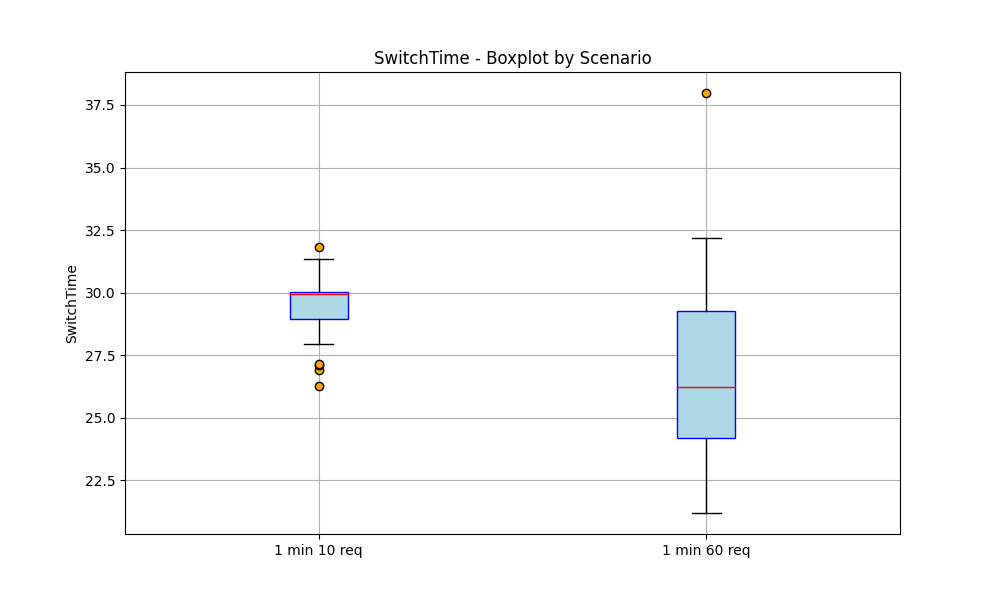 SwitchTime - Boxplot by Scenario
37.5
35.0
32.5
30.0
27.5
25.0
22.5
SwitchTime
1 min 10 req
1 min 60 req